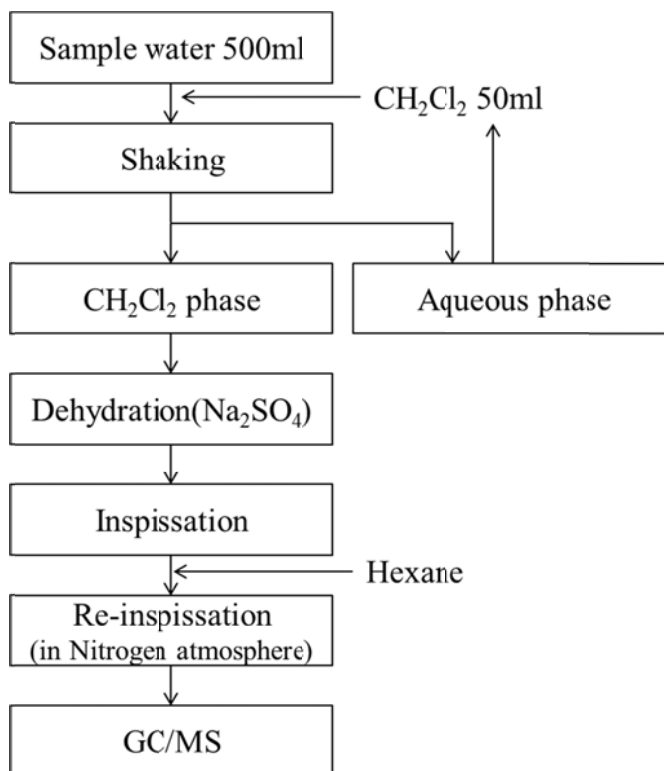 Sample water 500ml
CH₂Cl₂ 50ml
Shaking
CH₂Cl₂ phase
Aqueous phase
Dehydration(Na₂SO₄)
Inspissation
Hexane
Re-inspissation
(in Nitrogen atmosphere)
GC/MS